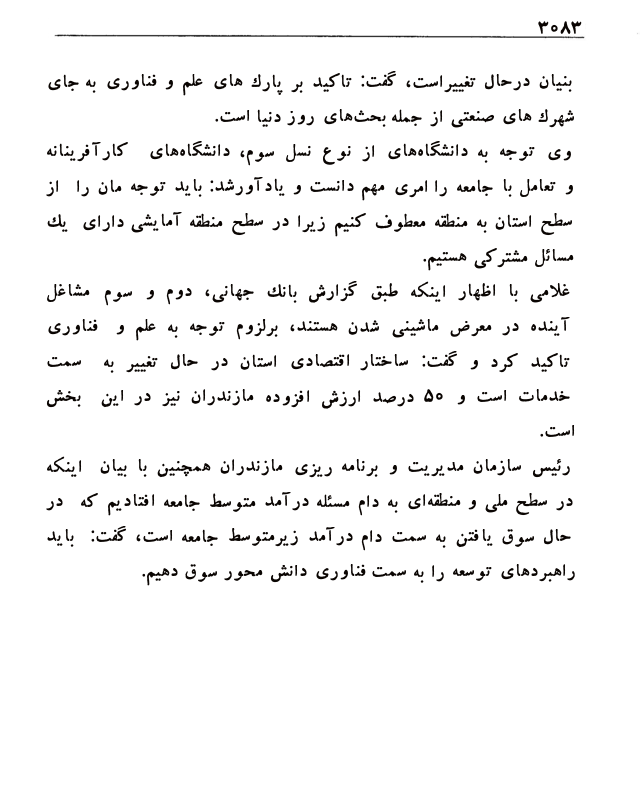 ۳۰۸۳
بنیان درحال تغییراست، گفت: تاکید بر پارك های علم و فناوری به جای
شهرك های صنعتی از جمله بحث‌های روز دنیا است.
وی توجه به دانشگاه‌های از نوع نسل سوم، دانشگاه‌های کارآفرینانه
و تعامل با جامعه را امری مهم دانست و یادآورشد: باید توجه مان را از
سطح استان به منطقه معطوف کنیم زیرا در سطح منطقه آمایشی دارای یك
مسائل مشترکی هستیم.
غلامی با اظهار اینکه طبق گزارش بانك جهانی، دوم و سوم مشاغل
آینده در معرض ماشینی شدن هستند، برلزوم توجه به علم و فناوری
تاکید کرد و گفت: ساختار اقتصادی استان در حال تغییر به سمت
خدمات است و ۵۰ درصد ارزش افزوده مازندران نیز در این بخش
است.
رئیس سازمان مدیریت و برنامه ریزی مازندران همچنین با بیان اینکه
در سطح ملی و منطقه‌ای به دام مسئله درآمد متوسط جامعه افتادیم که در
حال سوق یافتن به سمت دام درآمد زیرمتوسط جامعه است، گفت: باید
راهبردهای توسعه را به سمت فناوری دانش محور سوق دهیم.